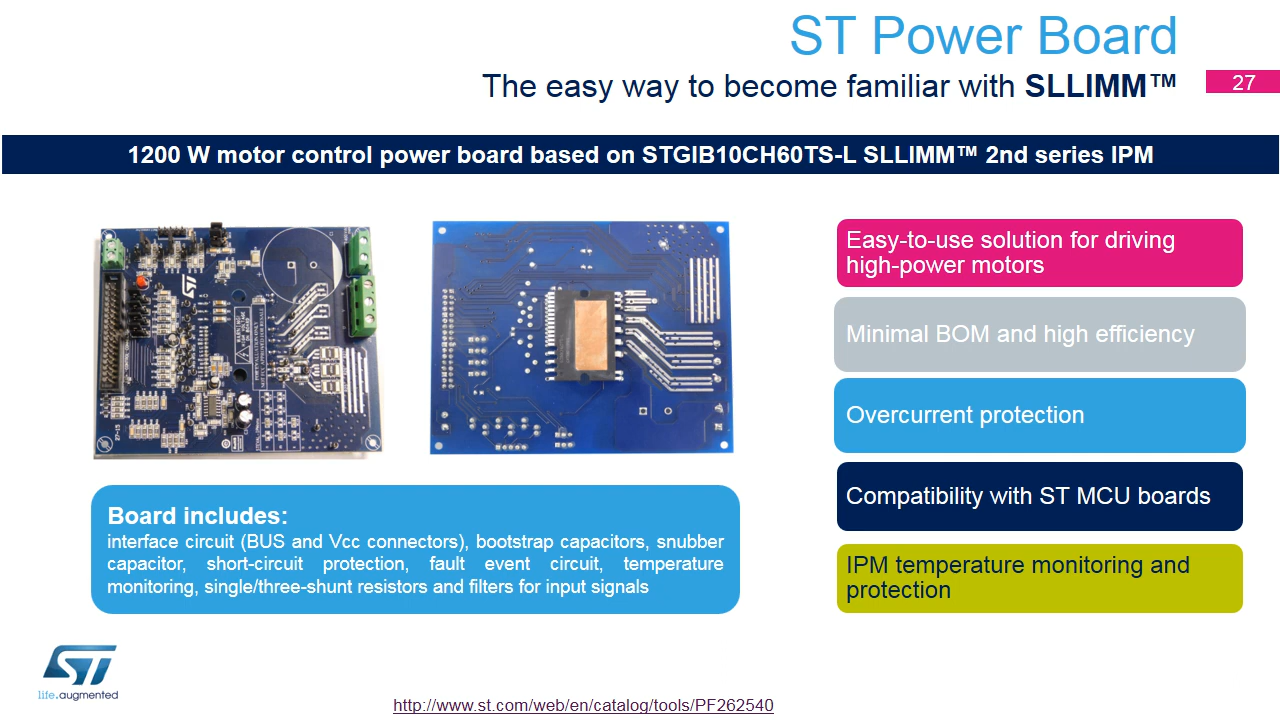 ST Power Board
The easy way to become familiar with SLLIMM™
27
1200 W motor control power board based on STGIB10CH60TS-L SLLIMM™ 2nd series IPM
Easy-to-use solution for driving
high-power motors
Minimal BOM and high efficiency
Overcurrent protection
Compatibility with ST MCU boards
IPM temperature monitoring and
protection
Board includes:
interface circuit (BUS and Vcc connectors), bootstrap capacitors, snubber
capacitor, short-circuit protection, fault event circuit, temperature
monitoring, single/three-shunt resistors and filters for input signals
ST
life.augmented
http://www.st.com/web/en/catalog/tools/PF262540